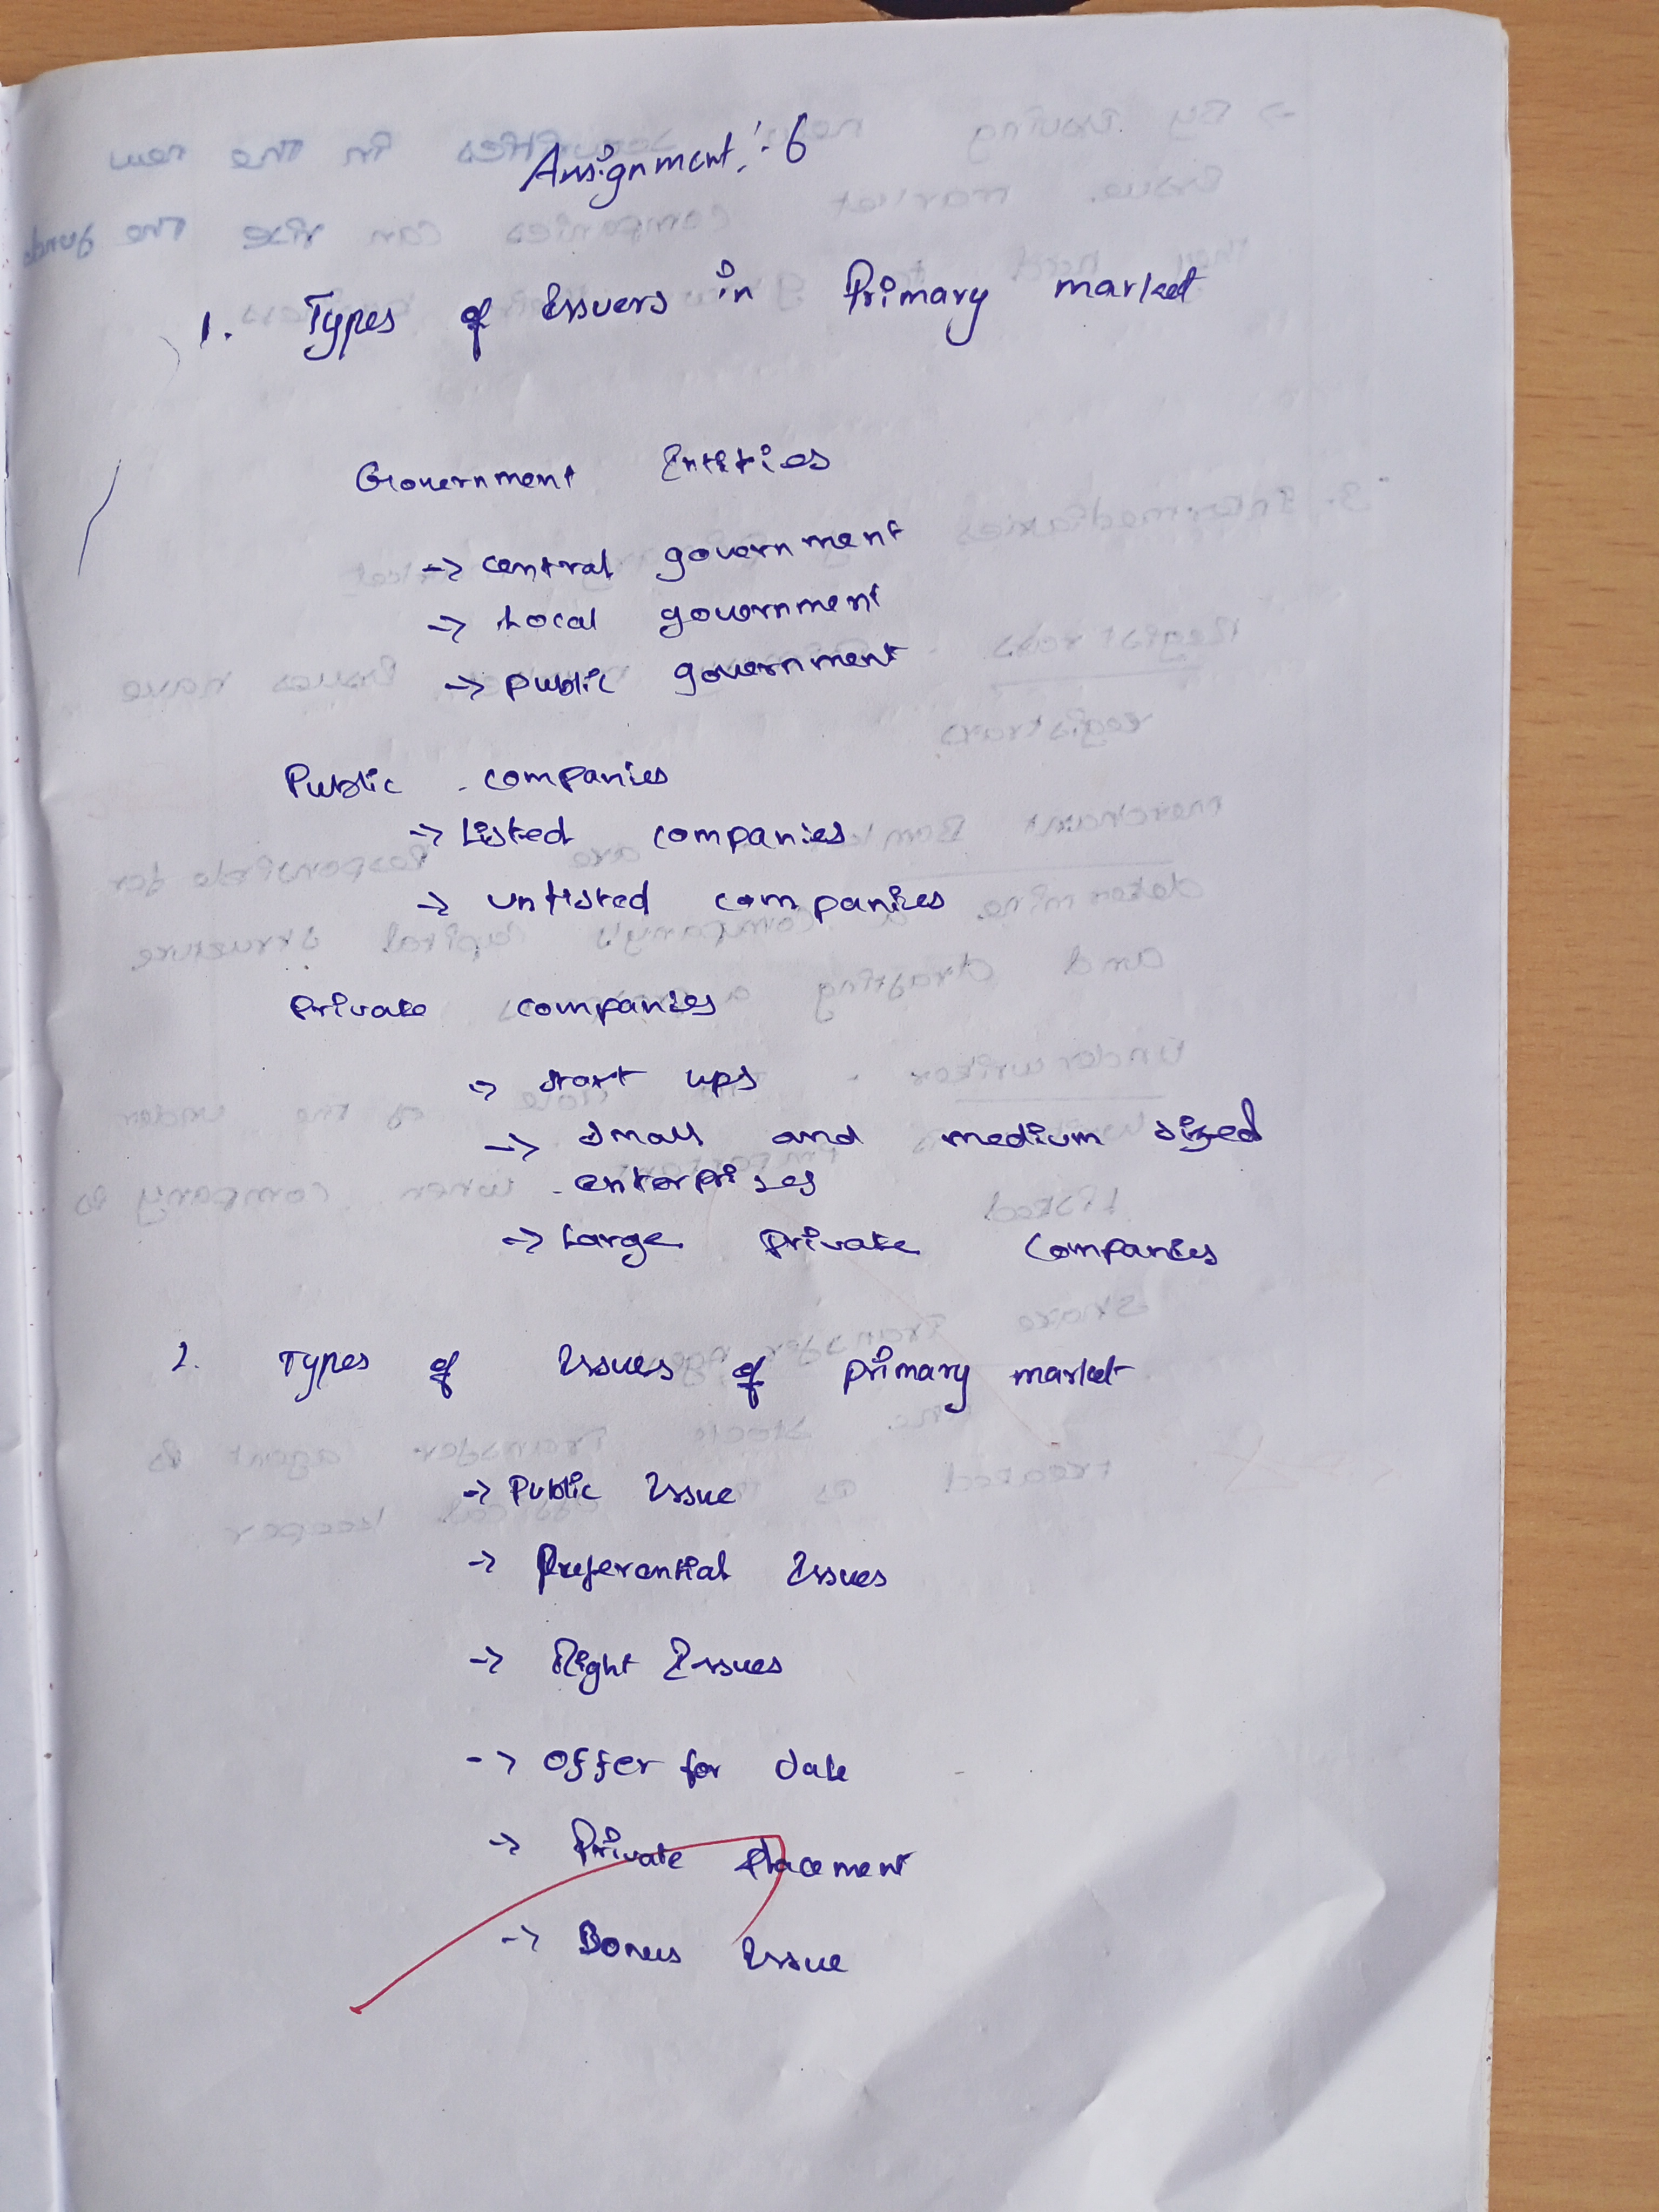 Assignment:- 6
1. Types of Issuers in Primary market
Government Entities
-> central government
-> Local government
-> public government
Public companies
-> Listed companies
-> unlisted companies
Private companies
-> start ups
-> small and medium sized
enterprises
-> Large private companies
2. Types of Issues of primary market
-> Public Issue
-> Preferential Issues
-> Right Issues
-> Offer for Sale
-> Private Placement
-> Bonus Issue